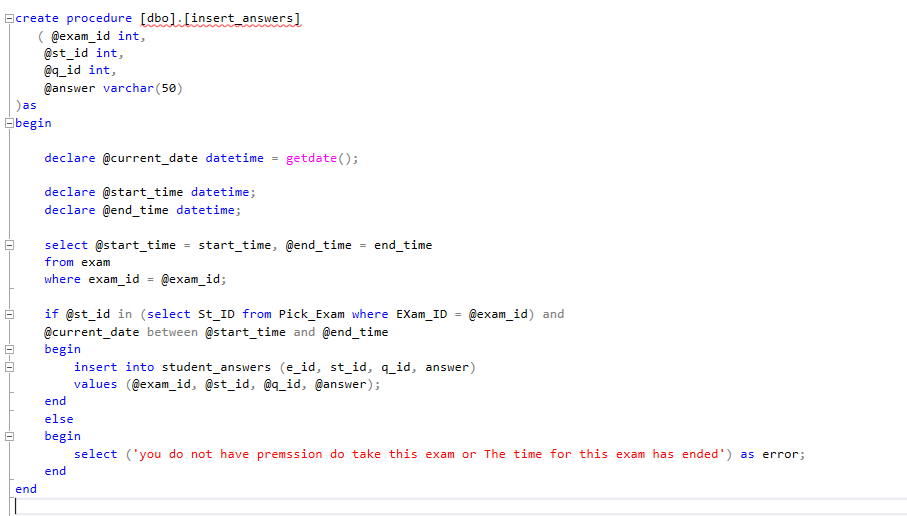 create procedure [dbo].[insert_answers]
( @exam_id int,
@st_id int,
@q_id int,
@answer varchar(50)
)as
begin
declare @current_date datetime = getdate();
declare @start_time datetime;
declare @end_time datetime;
select @start_time = start_time, @end_time = end_time
from exam
where exam_id = @exam_id;
if @st_id in (select St_ID from Pick_Exam where EXam_ID = @exam_id) and
@current_date between @start_time and @end_time
begin
insert into student_answers (e_id, st_id, q_id, answer)
values (@exam_id, @st_id, @q_id, @answer);
end
else
begin
select ('you do not have premssion do take this exam or The time for this exam has ended') as error;
end
end